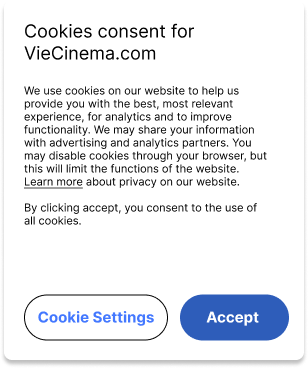 Cookies consent for
VieCinema.com
We use cookies on our website to help us
provide you with the best, most relevant
experience, for analytics and to improve
functionality. We may share your information
with advertising and analytics partners. You
may disable cookies through your browser, but
this will limit the functions of the website.
Learn more about privacy on our website.
By clicking accept, you consent to the use of
all cookies.
Cookie Settings
Accept